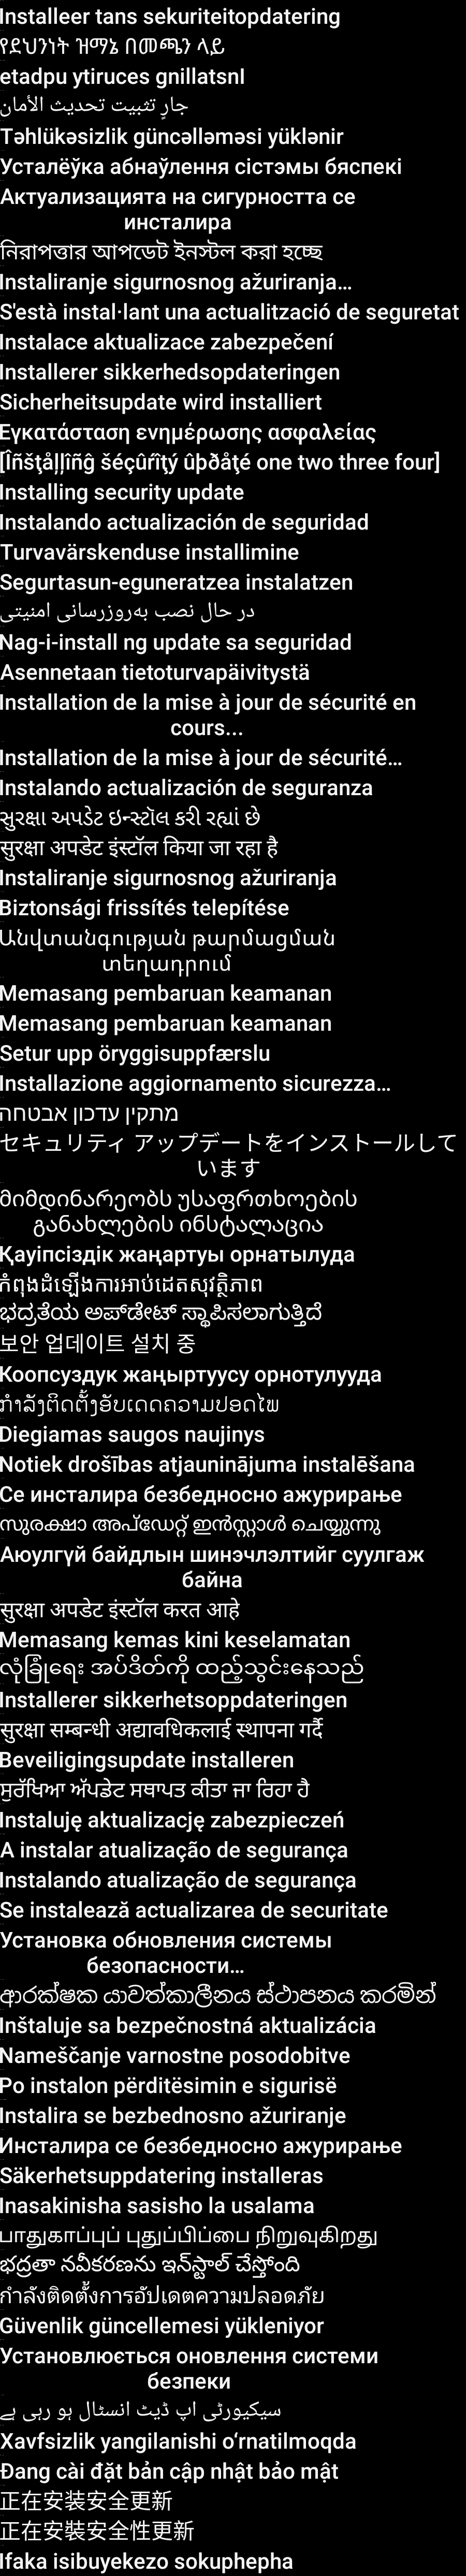 Installeer tans sekuriteitopdatering
የደህንነት ዝማኔ በመጫን ላይ
etadpu ytiruces gnillatsnI
جارٍ تثبيت تحديث الأمان
Təhlükəsizlik güncəlləməsi yüklənir
Усталёўка абнаўлення сістэмы бяспекі
Актуализацията на сигурността се
инсталира
নিরাপত্তার আপডেট ইনস্টল করা হচ্ছে
Instaliranje sigurnosnog ažuriranja…
S'està instal·lant una actualització de seguretat
Instalace aktualizace zabezpečení
Installerer sikkerhedsopdateringen
Sicherheitsupdate wird installiert
Εγκατάσταση ενημέρωσης ασφαλείας
[Îñšţåļļîñĝ šéçûŕîţý ûþðåţé one two three four]
Installing security update
Instalando actualización de seguridad
Turvavärskenduse installimine
Segurtasun-eguneratzea instalatzen
در حال نصب به‌روزرسانی امنیتی
Nag-i-install ng update sa seguridad
Asennetaan tietoturvapäivitystä
Installation de la mise à jour de sécurité en
cours...
Installation de la mise à jour de sécurité…
Instalando actualización de seguranza
સુરક્ષા અપડેટ ઇન્સ્ટૉલ કરી રહ્યાં છે
सुरक्षा अपडेट इंस्टॉल किया जा रहा है
Instaliranje sigurnosnog ažuriranja
Biztonsági frissítés telepítése
Անվտանգության թարմացման
տեղադրում
Memasang pembaruan keamanan
Memasang pembaruan keamanan
Setur upp öryggisuppfærslu
Installazione aggiornamento sicurezza…
מתקין עדכון אבטחה
セキュリティ アップデートをインストールして
います
მიმდინარეობს უსაფრთხოების
განახლების ინსტალაცია
Қауіпсіздік жаңартуы орнатылуда
កំពុងដំឡើងការអាប់ដេតសុវត្ថិភាព
ಭದ್ರತೆಯ ಅಪ್‌ಡೇಟ್‌ ಸ್ಥಾಪಿಸಲಾಗುತ್ತಿದೆ
보안 업데이트 설치 중
Коопсуздук жаңыртуусу орнотулууда
ກຳລັງຕິດຕັ້ງອັບເດດຄວາມປອດໄພ
Diegiamas saugos naujinys
Notiek drošības atjauninājuma instalēšana
Се инсталира безбедносно ажурирање
സുരക്ഷാ അപ്ഡേറ്റ് ഇൻസ്റ്റാൾ ചെയ്യുന്നു
Аюулгүй байдлын шинэчлэлтийг суулгаж
байна
सुरक्षा अपडेट इंस्टॉल करत आहे
Memasang kemas kini keselamatan
လုံခြုံရေး အပ်ဒိတ်ကို ထည့်သွင်းနေသည်
Installerer sikkerhetsoppdateringen
सुरक्षा सम्बन्धी अद्यावधिकलाई स्थापना गर्दै
Beveiligingsupdate installeren
ਸੁਰੱਖਿਆ ਅੱਪਡੇਟ ਸਥਾਪਤ ਕੀਤਾ ਜਾ ਰਿਹਾ ਹੈ
Instaluję aktualizację zabezpieczeń
A instalar atualização de segurança
Instalando atualização de segurança
Se instalează actualizarea de securitate
Установка обновления системы
безопасности…
ආරක්ෂක යාවත්කාලීනය ස්ථාපනය කරමින්
Inštaluje sa bezpečnostná aktualizácia
Nameščanje varnostne posodobitve
Po instalon përditësimin e sigurisë
Instalira se bezbednosno ažuriranje
Инсталира се безбедносно ажурирање
Säkerhetsuppdatering installeras
Inasakinisha sasisho la usalama
பாதுகாப்புப் புதுப்பிப்பை நிறுவுகிறது
భద్రతా నవీకరణను ఇన్‌స్టాల్ చేస్తోంది
กำลังติดตั้งการอัปเดตความปลอดภัย
Güvenlik güncellemesi yükleniyor
Установлюється оновлення системи
безпеки
سیکیورٹی اپ ڈیٹ انسٹال ہو رہی ہے
Xavfsizlik yangilanishi o‘rnatilmoqda
Đang cài đặt bản cập nhật bảo mật
正在安装安全更新
正在安裝安全性更新
Ifaka isibuyekezo sokuphepha